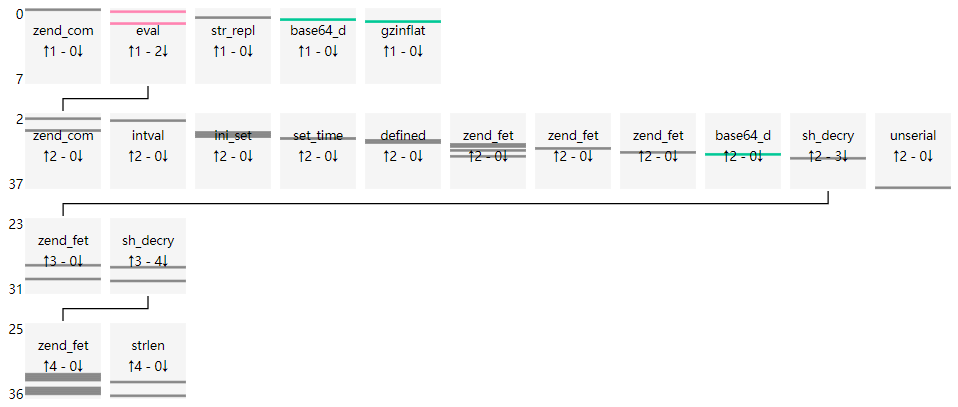 0
zend_com eval str_repl base64_d gzinflat
↑1 - 0↓ ↑1 - 2↓ ↑1 - 0↓ ↑1 - 0↓ ↑1 - 0↓
7
2
zend_com intval ini_set set_time defined zend_fet zend_fet zend_fet base64_d sh_decry unserial
↑2 - 0↓ ↑2 - 0↓ ↑2 - 0↓ ↑2 - 0↓ ↑2 - 0↓ ↑2 - 0↓ ↑2 - 0↓ ↑2 - 0↓ ↑2 - 0↓ ↑2 - 3↓ ↑2 - 0↓
37
23
zend_fet sh_decry
↑3 - 0↓ ↑3 - 4↓
31
25
zend_fet strlen
↑4 - 0↓ ↑4 - 0↓
36